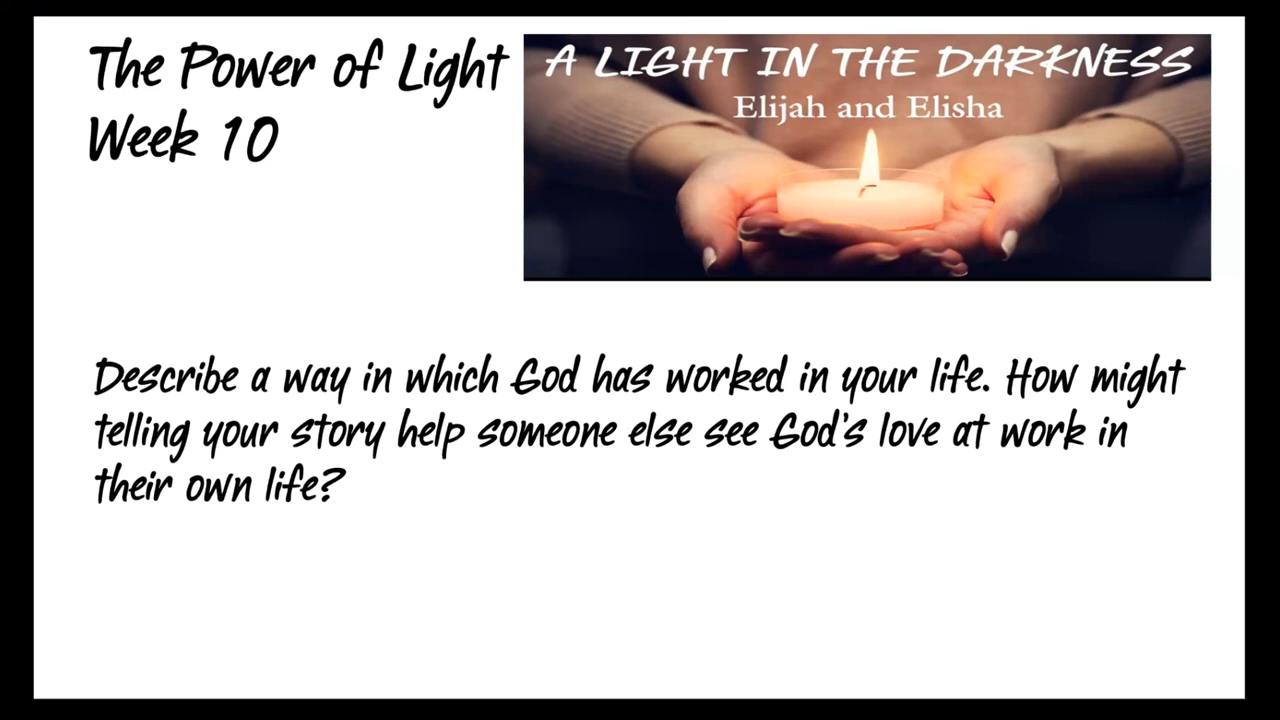 The Power of Light
Week 10
A LIGHT IN THE DARKNESS
Elijah and Elisha
Describe a way in which God has worked in your life. How might
telling your story help someone else see God's love at work in
their own life?